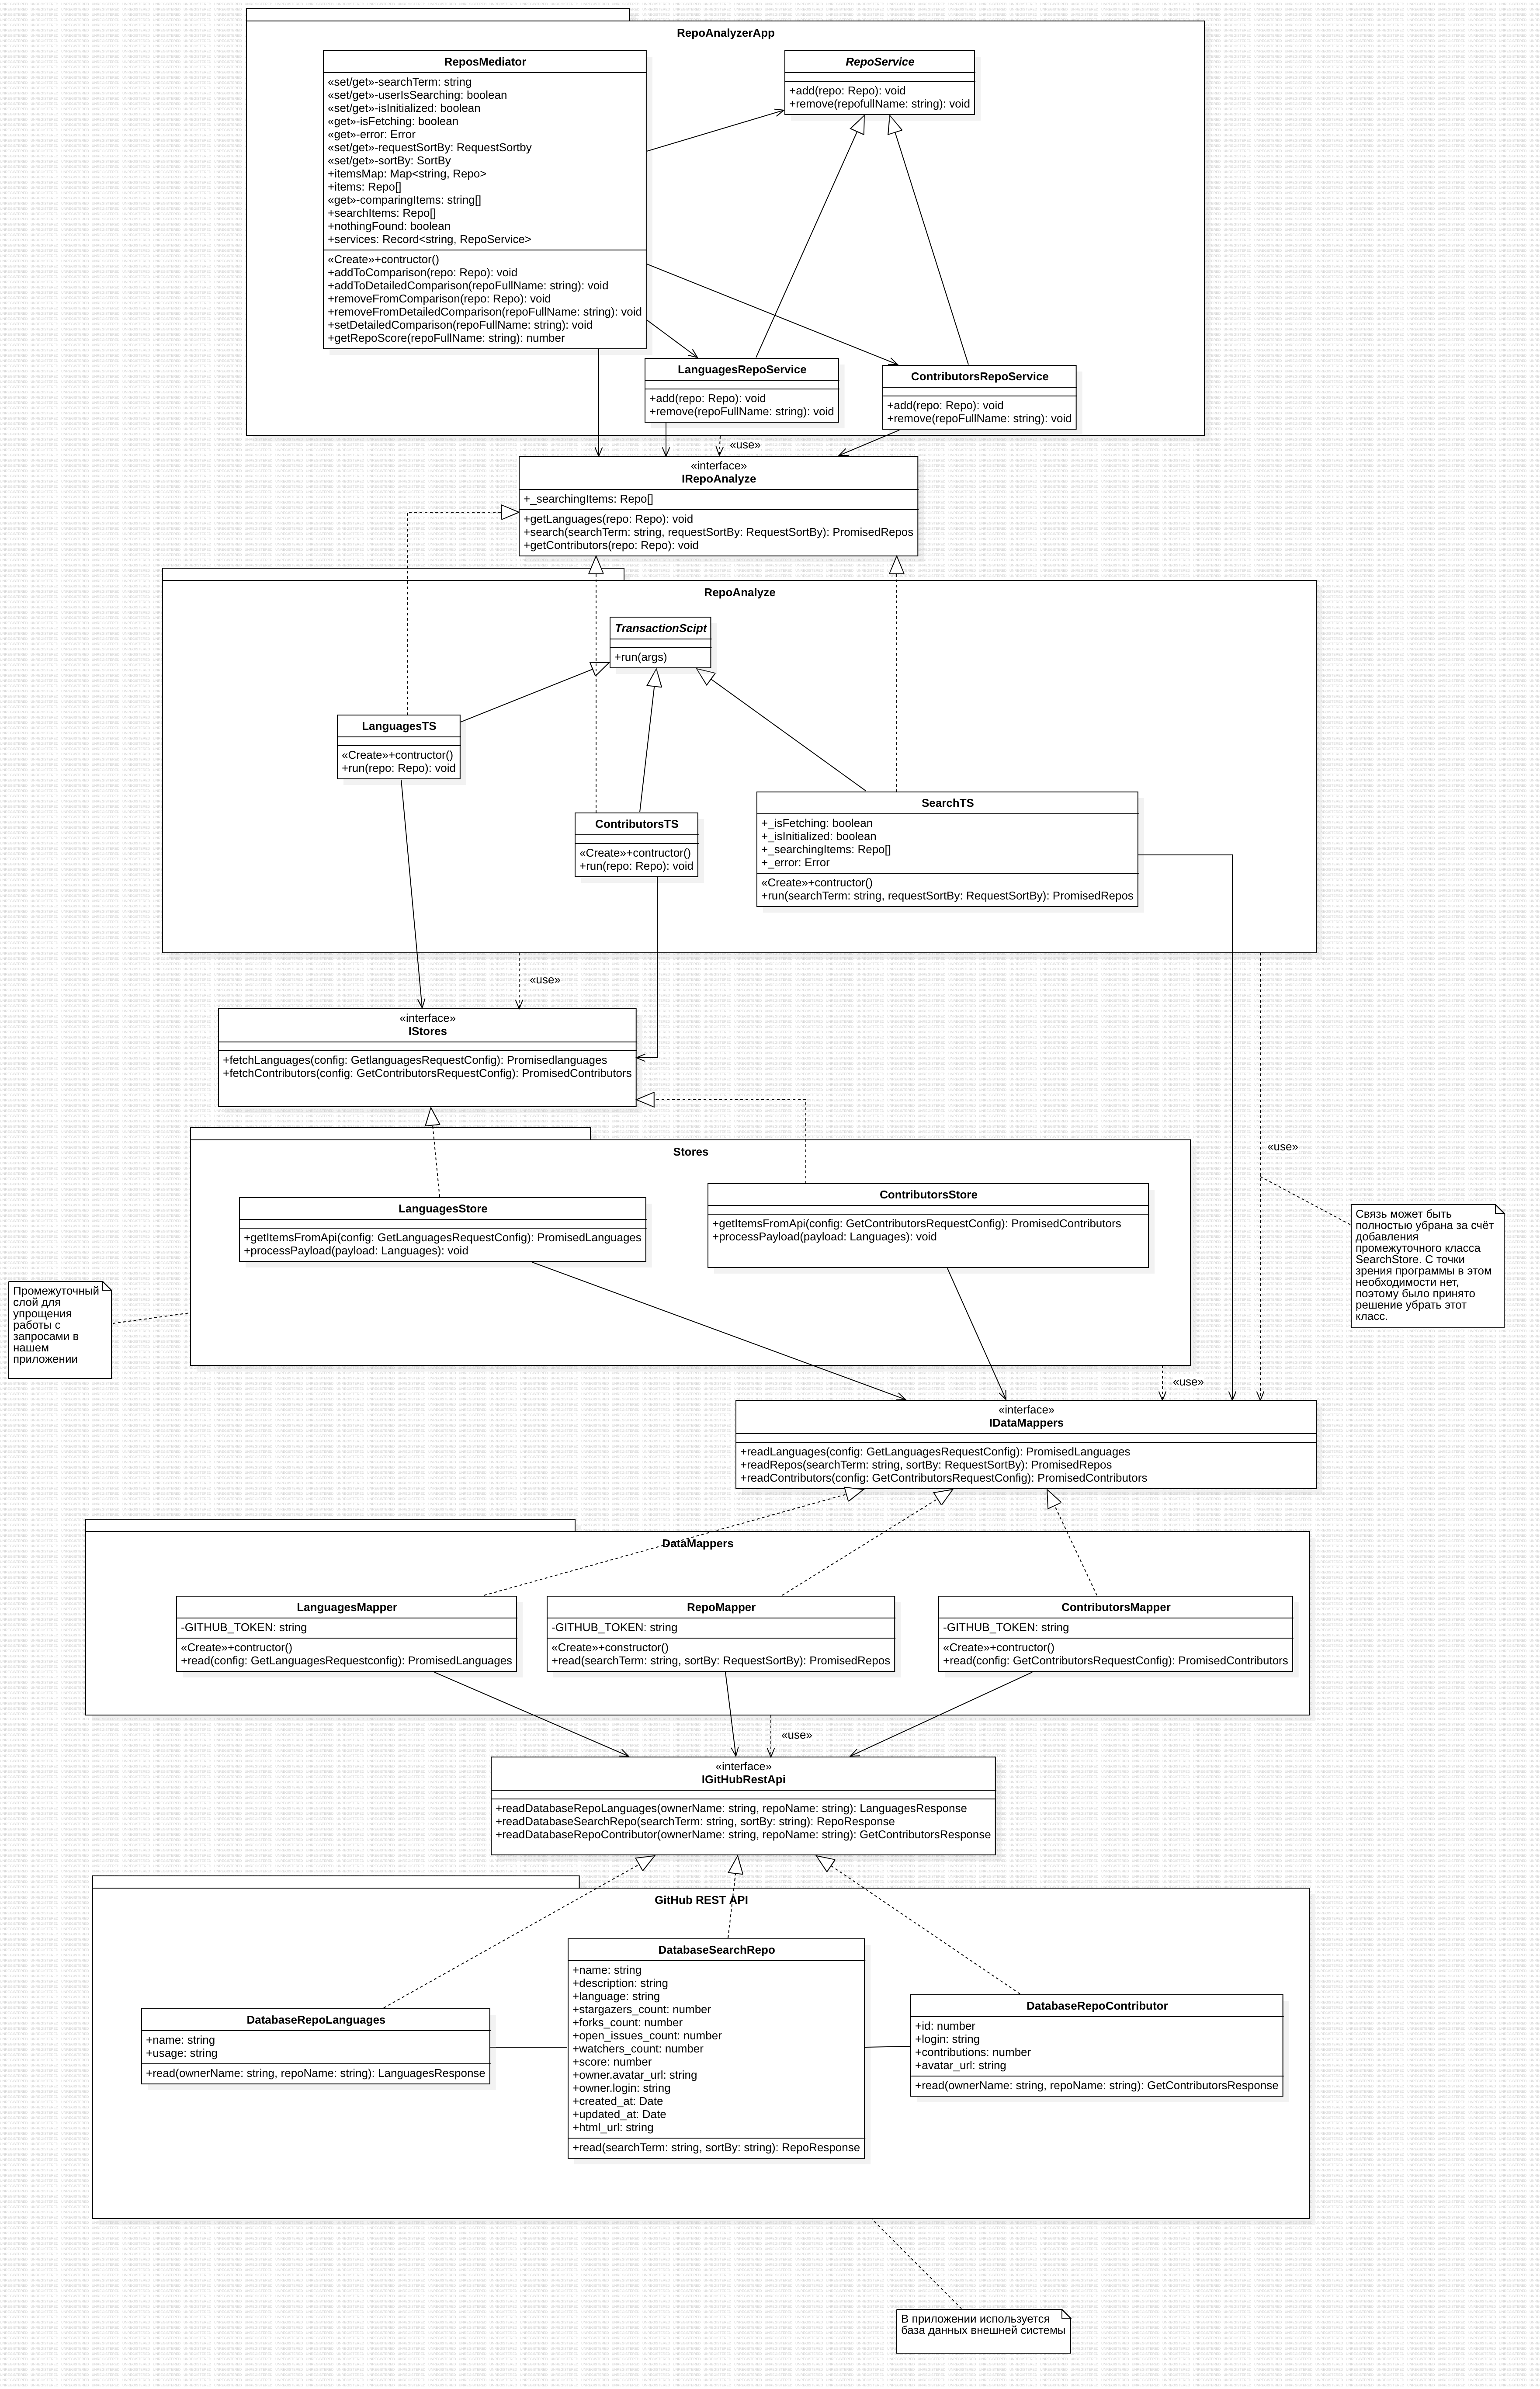 RepoAnalyzerApp
ReposMediator
«set/get»-searchTerm: string
«set/get»-userIsSearching: boolean
«set/get»-isInitialized: boolean
«get»-isFetching: boolean
«get»-error: Error
«set/get»-requestSortBy: RequestSortby
«set/get»-sortBy: SortBy
+itemsMap: Map<string, Repo>
+items: Repo[]
«get»-comparingItems: string[]
+searchItems: Repo[]
+nothingFound: boolean
+services: Record<string, RepoService>
«Create»+contructor()
+addToComparison(repo: Repo): void
+addToDetailedComparison(repoFullName: string): void
+removeFromComparison(repo: Repo): void
+removeFromDetailedComparison(repoFullName: string): void
+setDetailedComparison(repoFullName: string): void
+getRepoScore(repoFullName: string): number
RepoService
+add(repo: Repo): void
+remove(repofullName: string): void
LanguagesRepoService
+add(repo: Repo): void
+remove(repoFullName: string): void
ContributorsRepoService
+add(repo: Repo): void
+remove(repoFullName: string): void
«use»
«interface»
IRepoAnalyze
+_searchingItems: Repo[]
+getLanguages(repo: Repo): void
+search(searchTerm: string, requestSortBy: RequestSortBy): PromisedRepos
+getContributors(repo: Repo): void
RepoAnalyze
TransactionScipt
+run(args)
LanguagesTS
«Create»+contructor()
+run(repo: Repo): void
ContributorsTS
«Create»+contructor()
+run(repo: Repo): void
SearchTS
+_isFetching: boolean
+_isInitialized: boolean
+_searchingItems: Repo[]
+_error: Error
«Create»+contructor()
+run(searchTerm: string, requestSortBy: RequestSortBy): PromisedRepos
«use»
«interface»
IStores
+fetchLanguages(config: GetlanguagesRequestConfig): Promisedlanguages
+fetchContributors(config: GetContributorsRequestConfig): PromisedContributors
«use»
Stores
LanguagesStore
+getItemsFromApi(config: GetLanguagesRequestConfig): PromisedLanguages
+processPayload(payload: Languages): void
ContributorsStore
+getItemsFromApi(config: GetContributorsRequestConfig): PromisedContributors
+processPayload(payload: Languages): void
Связь может быть
полностью убрана за счёт
добавления
промежуточного класса
SearchStore. С точки
зрения программы в этом
необходимости нет,
поэтому было принято
решение убрать этот
класс.
Промежуточный
слой для
упрощения
работы с
запросами в
нашем
приложении
«use»
«interface»
IDataMappers
+readLanguages(config: GetLanguagesRequestConfig): PromisedLanguages
+readRepos(searchTerm: string, sortBy: RequestSortBy): PromisedRepos
+readContributors(config: GetContributorsRequestConfig): PromisedContributors
DataMappers
LanguagesMapper
-GITHUB_TOKEN: string
«Create»+contructor()
+read(config: GetLanguagesRequestconfig): PromisedLanguages
RepoMapper
-GITHUB_TOKEN: string
«Create»+constructor()
+read(searchTerm: string, sortBy: RequestSortBy): PromisedRepos
ContributorsMapper
-GITHUB_TOKEN: string
«Create»+contructor()
+read(config: GetContributorsRequestConfig): PromisedContributors
«use»
«interface»
IGitHubRestApi
+readDatabaseRepoLanguages(ownerName: string, repoName: string): LanguagesResponse
+readDatabaseSearchRepo(searchTerm: string, sortBy: string): RepoResponse
+readDatabaseRepoContributor(ownerName: string, repoName: string): GetContributorsResponse
GitHub REST API
DatabaseRepoLanguages
+name: string
+usage: string
+read(ownerName: string, repoName: string): LanguagesResponse
DatabaseSearchRepo
+name: string
+description: string
+language: string
+stargazers_count: number
+forks_count: number
+open_issues_count: number
+watchers_count: number
+score: number
+owner.avatar_url: string
+owner.login: string
+created_at: Date
+updated_at: Date
+html_url: string
+read(searchTerm: string, sortBy: string): RepoResponse
DatabaseRepoContributor
+id: number
+login: string
+contributions: number
+avatar_url: string
+read(ownerName: string, repoName: string): GetContributorsResponse
В приложении используется
база данных внешней системы